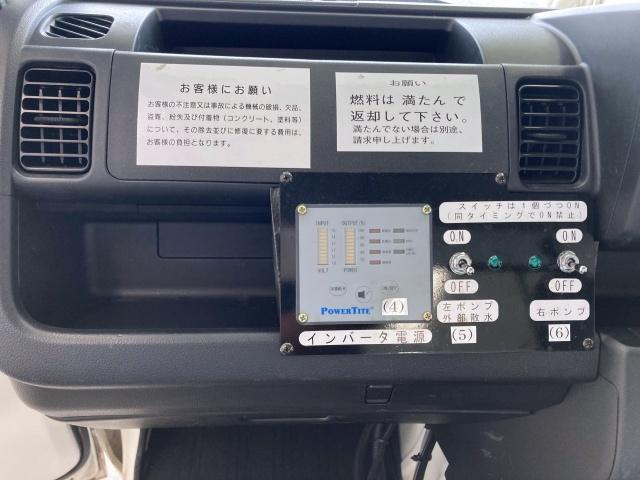 お客様にお願い
お客様の不注意又は事故による機械の破損、欠品、
盗難、紛失及び付着物（コンクリート、塗料等）
について、その除去並びに修復に要する費用は、
お客様の負担となります。
お願い
燃料は 満たん で
返却して下さい。
満たんでない場合は別途、
請求申し上げます。
スイッチは1個づつON
(同タイミングでON禁止)
INPUT
OUTPUT (%)
VOLT
POWER
ON/OFF
POWERTITE
(4)
インバータ電源
ON
OFF
左ポンプ
外部散水
(5)
ON
OFF
右ポンプ
(6)